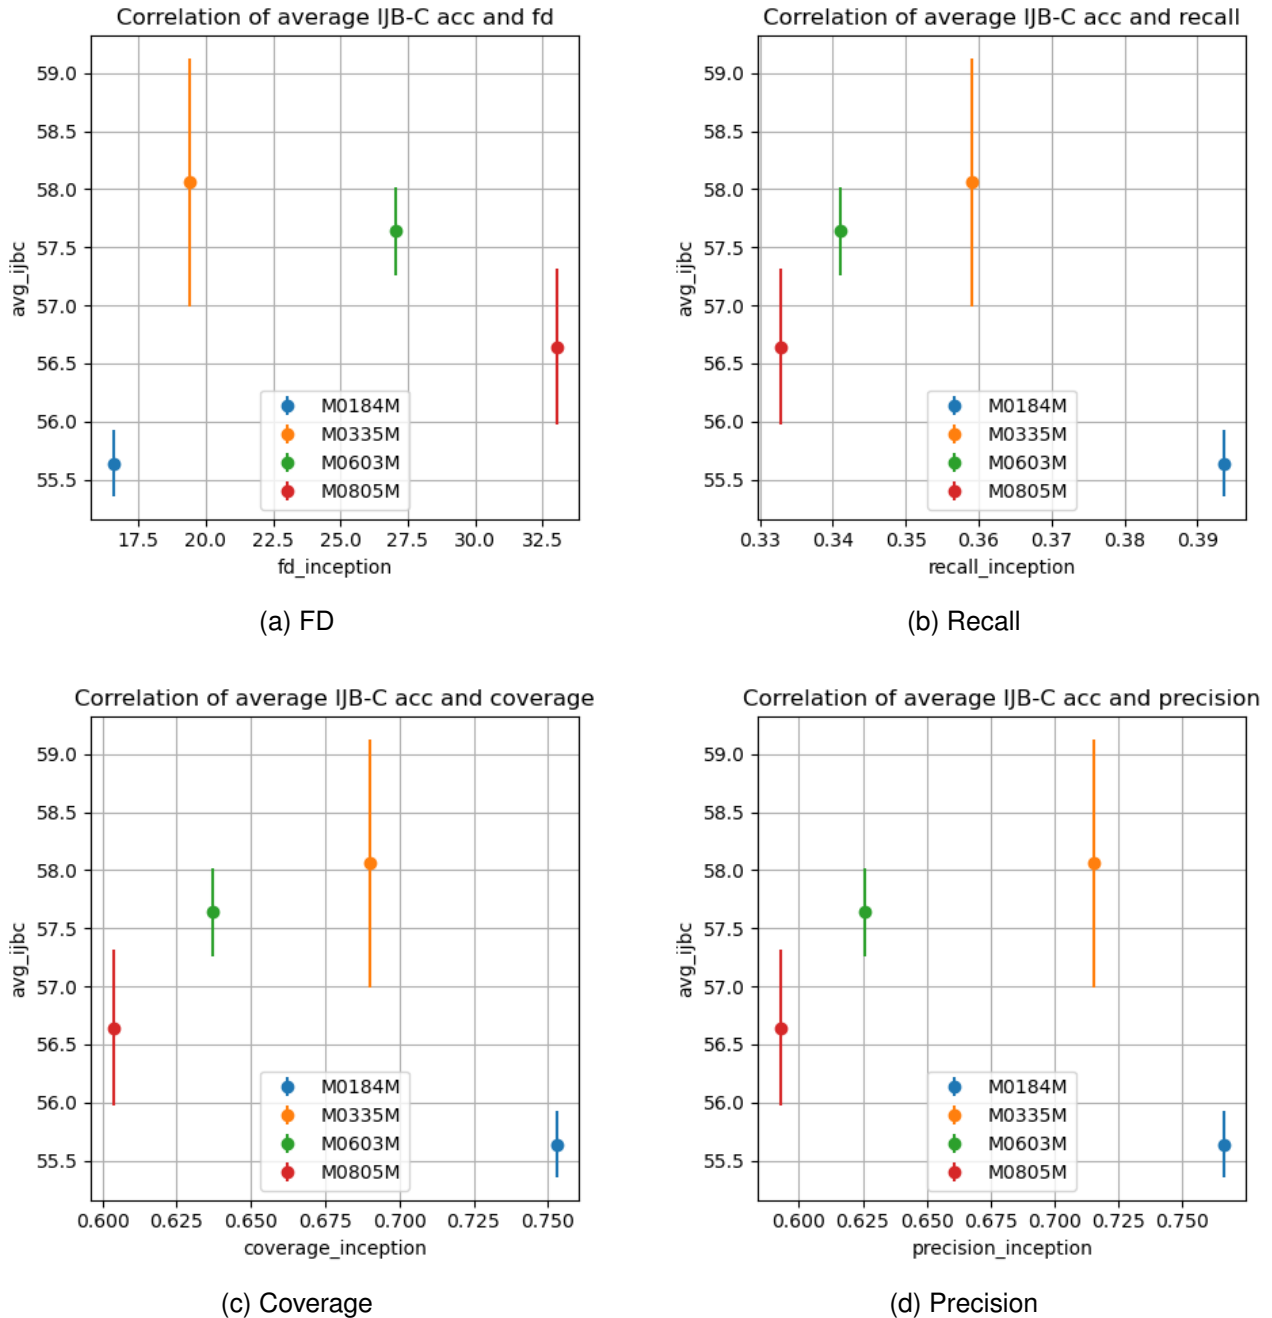 Correlation of average IJB-C acc and fd
59.0
58.5
58.0
57.5
57.0
56.5
56.0
55.5
avg_ijbc
M0184M
M0335M
M0603M
M0805M
17.5 20.0 22.5 25.0 27.5 30.0 32.5
fd_inception
(a) FD
Correlation of average IJB-C acc and recall
59.0
58.5
58.0
57.5
57.0
56.5
56.0
55.5
avg_ijbc
M0184M
M0335M
M0603M
M0805M
0.33 0.34 0.35 0.36 0.37 0.38 0.39
recall_inception
(b) Recall
Correlation of average IJB-C acc and coverage
59.0
58.5
58.0
57.5
57.0
56.5
56.0
55.5
avg_ijbc
M0184M
M0335M
M0603M
M0805M
0.600 0.625 0.650 0.675 0.700 0.725 0.750
coverage_inception
(c) Coverage
Correlation of average IJB-C acc and precision
59.0
58.5
58.0
57.5
57.0
56.5
56.0
55.5
avg_ijbc
M0184M
M0335M
M0603M
M0805M
0.600 0.625 0.650 0.675 0.700 0.725 0.750
precision_inception
(d) Precision